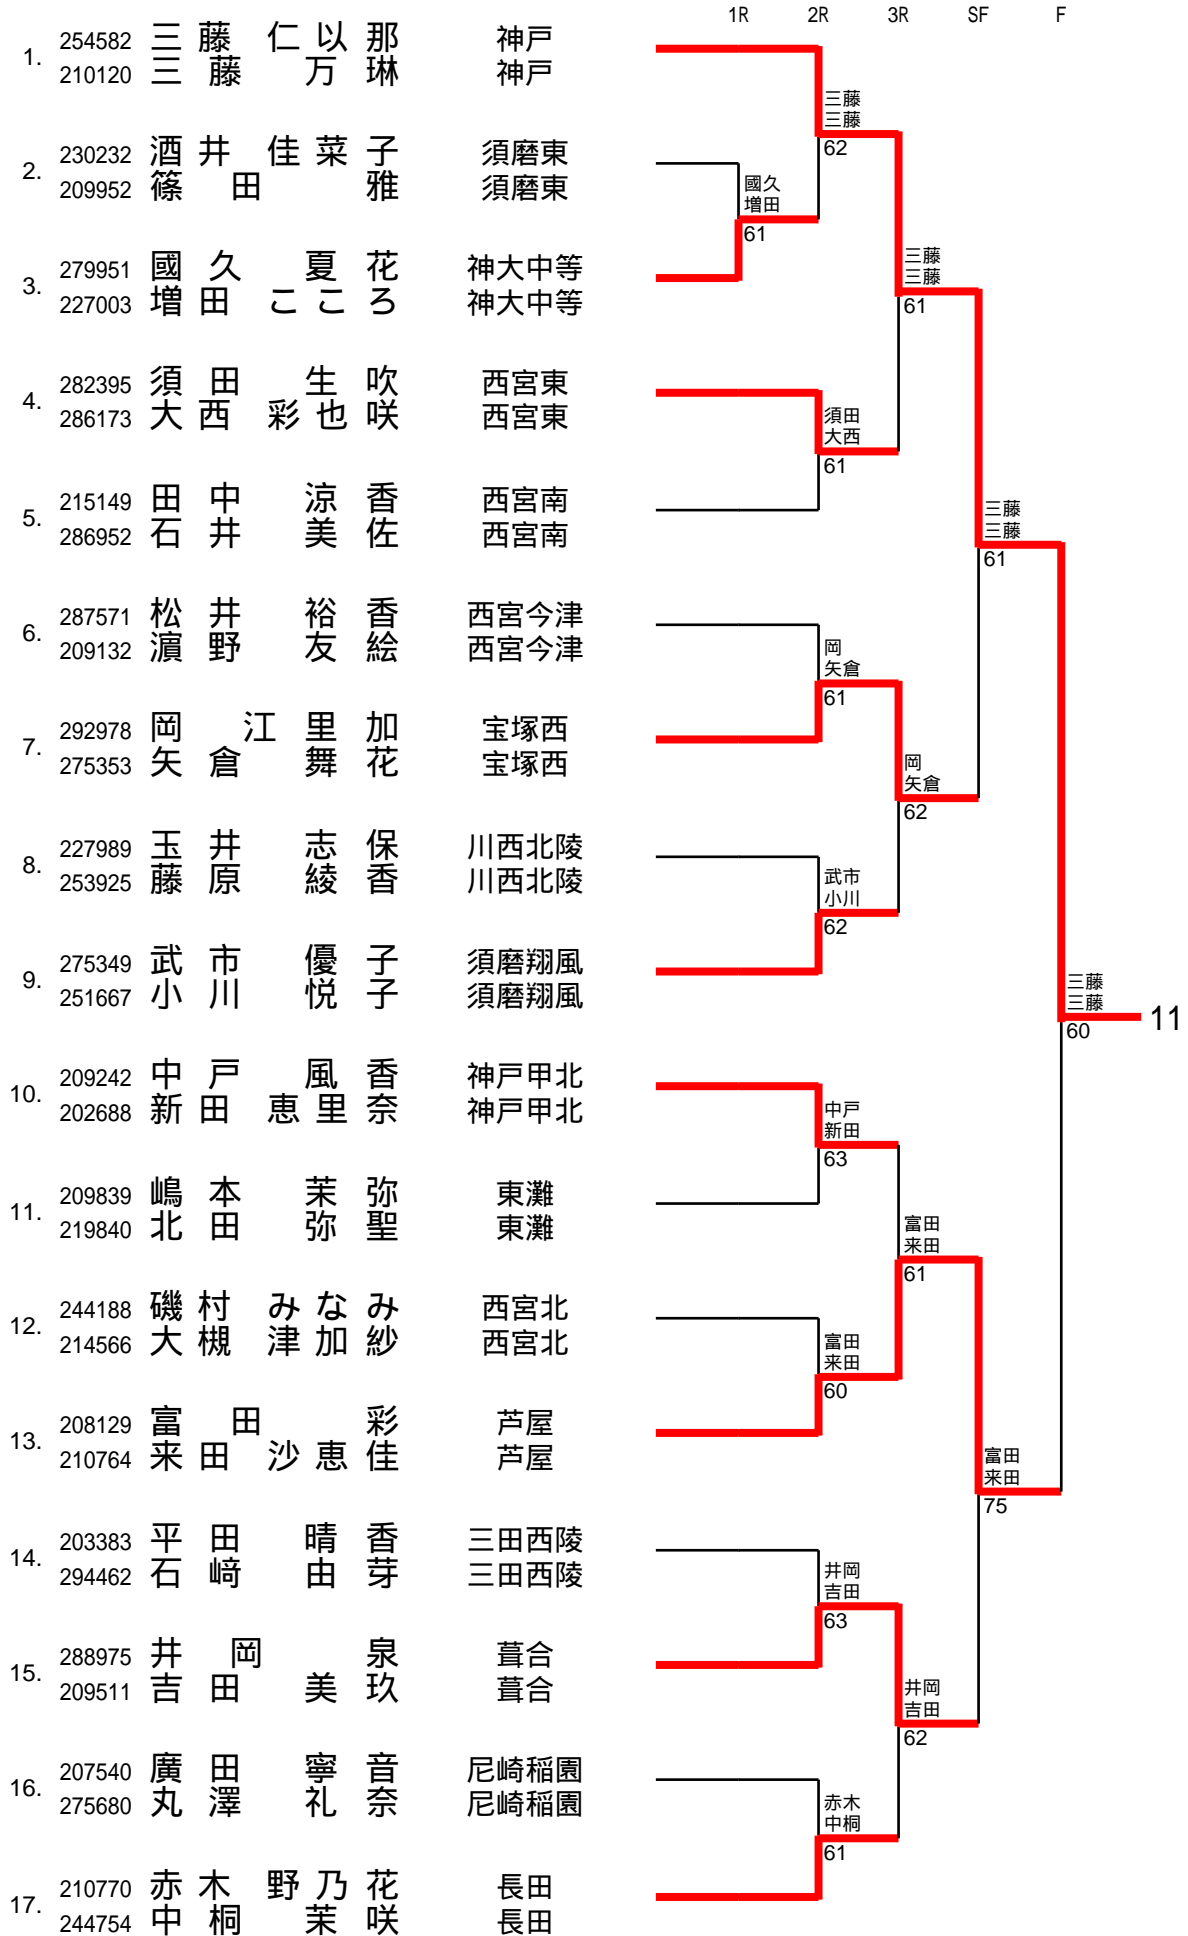 1R 2R 3R SF F
1. 254582 三藤 仁以那 神戸
210120 三藤 万琳 神戸
2. 230232 酒井 佳菜子 須磨東
209952 篠田 雅 須磨東
3. 279951 國久 夏花 神大中等
227003 増田 こころ 神大中等
4. 282395 須田 生吹 西宮東
286173 大西 彩也咲 西宮東
5. 215149 田中 涼香 西宮南
286952 石井 美佐 西宮南
6. 287571 松井 裕香 西宮今津
209132 濵野 友絵 西宮今津
7. 292978 岡 江里加 宝塚西
275353 矢倉 舞花 宝塚西
8. 227989 玉井 志保 川西北陵
253925 藤原 綾香 川西北陵
9. 275349 武市 優子 須磨翔風
251667 小川 悦子 須磨翔風
10. 209242 中戸 風香 神戸甲北
202688 新田 恵里奈 神戸甲北
11. 209839 嶋本 茉弥 東灘
219840 北田 弥聖 東灘
12. 244188 磯村 みなみ 西宮北
214566 大槻 津加紗 西宮北
13. 208129 富田 彩 芦屋
210764 来田 沙恵佳 芦屋
14. 203383 平田 晴香 三田西陵
294462 石﨑 由芽 三田西陵
15. 288975 井岡 泉 葺合
209511 吉田 美玖 葺合
16. 207540 廣田 寧音 尼崎稲園
275680 丸澤 礼奈 尼崎稲園
17. 210770 赤木 野乃花 長田
244754 中桐 茉咲 長田
國久
増田
61
三藤
三藤
62
須田
大西
61
岡
矢倉
61
武市
小川
62
中戸
新田
63
富田
来田
60
井岡
吉田
63
赤木
中桐
61
三藤
三藤
61
岡
矢倉
62
富田
来田
61
井岡
吉田
62
三藤
三藤
61
富田
来田
75
三藤
三藤
60
11